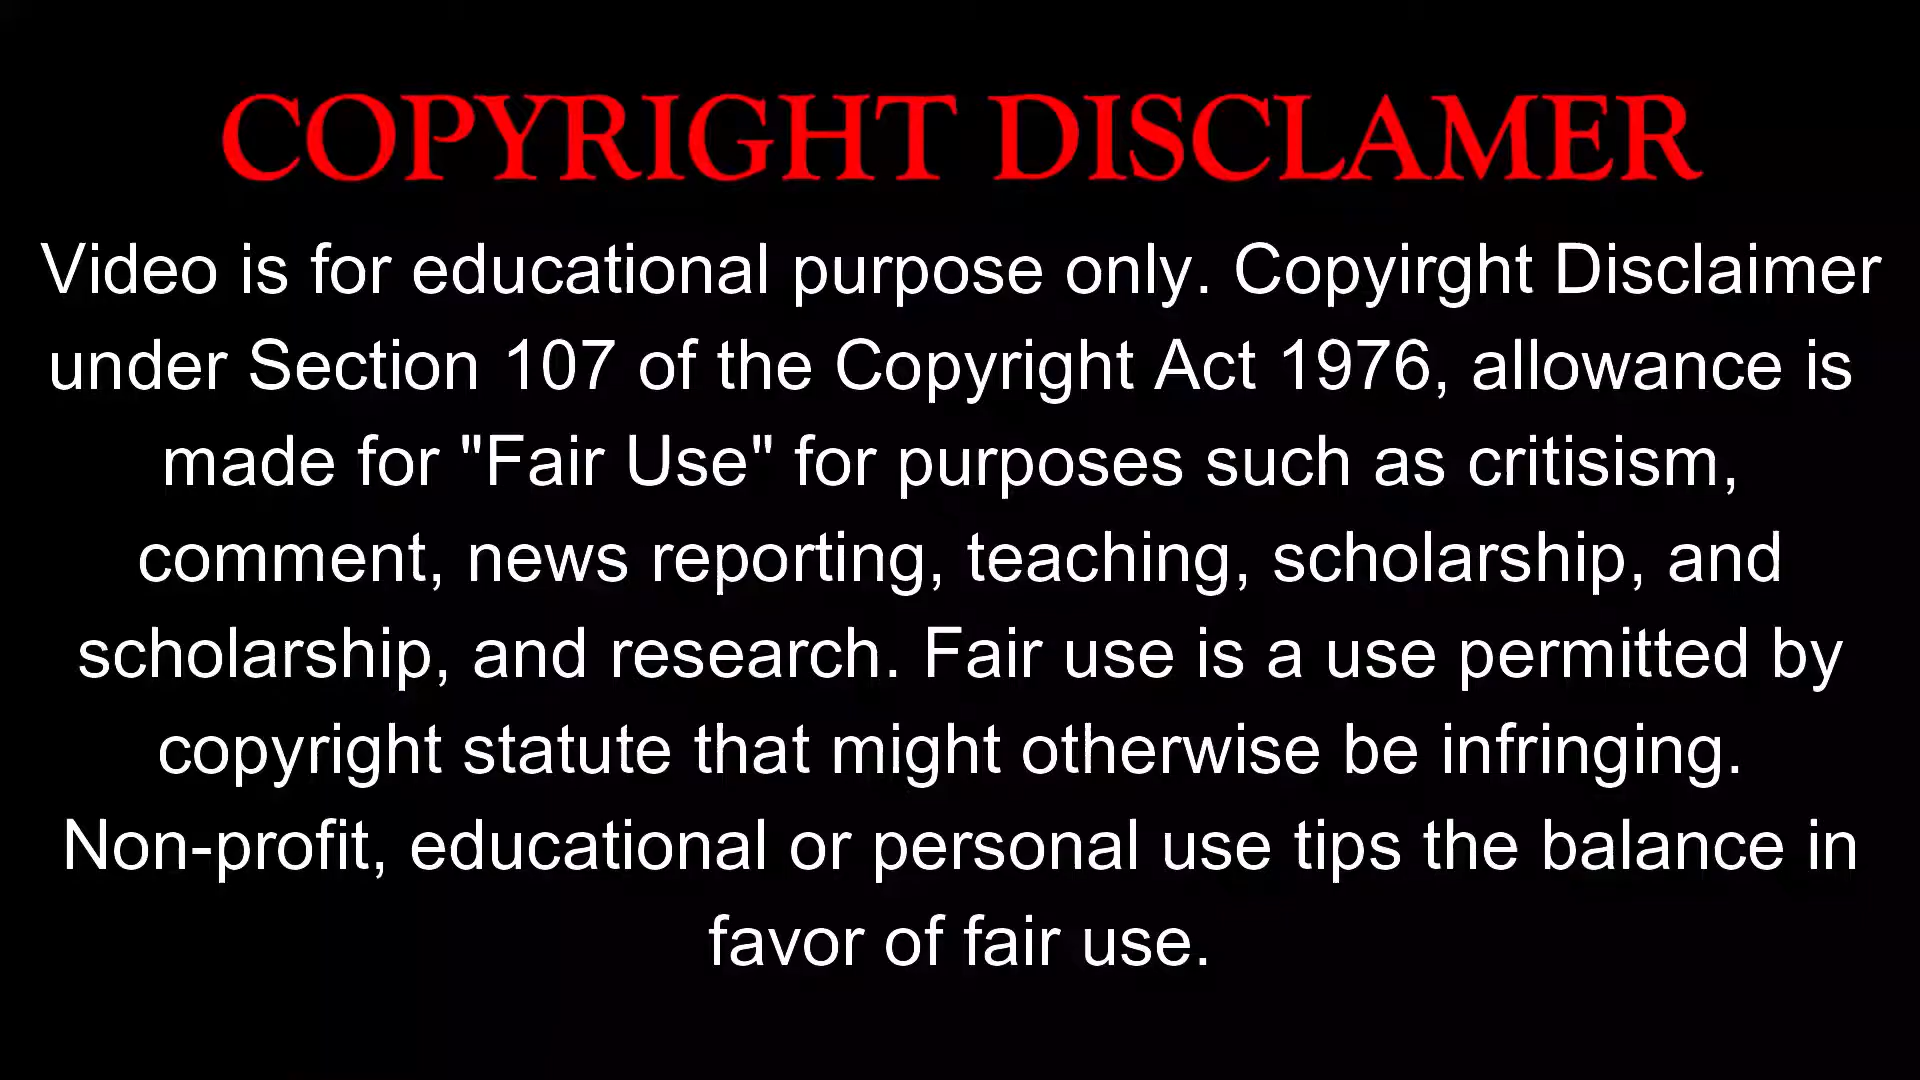 COPYRIGHT DISCLAMER
Video is for educational purpose only. Copyirght Disclaimer
under Section 107 of the Copyright Act 1976, allowance is
made for "Fair Use" for purposes such as critisism,
comment, news reporting, teaching, scholarship, and
scholarship, and research. Fair use is a use permitted by
copyright statute that might otherwise be infringing.
Non-profit, educational or personal use tips the balance in
favor of fair use.